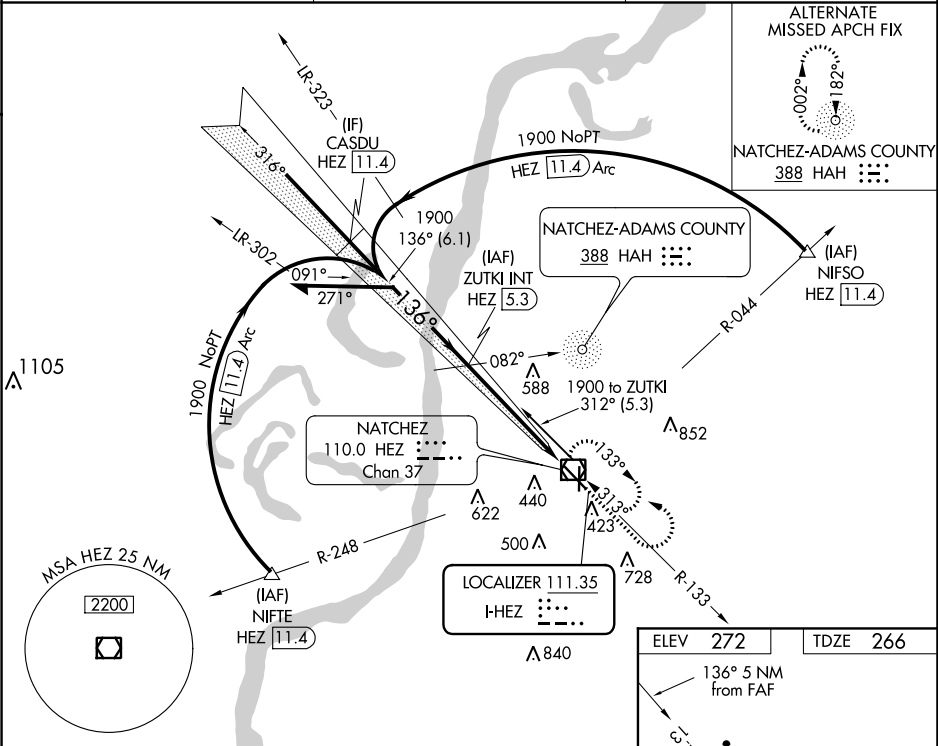 ALTERNATE
MISSED APCH FIX
002°
182°
NATCHEZ-ADAMS COUNTY
388 HAH
LR-323
(IF)
CASDU
HEZ 11.4
316°
1900 NoPT
HEZ 11.4 Arc
1900
136° (6.1)
NATCHEZ-ADAMS COUNTY
388 HAH
(IAF)
ZUTKI INT
HEZ 5.3
(IAF)
NIFSO
HEZ 11.4
LR-302
091°
271°
136°
R-044
1105
1900 NoPT
HEZ 11.4 Arc
082°
588
1900 to ZUTKI
312° (5.3)
852
NATCHEZ
110.0 HEZ
Chan 37
133°
313°
440
622
423
500
728
R-248
R-133
MSA HEZ 25 NM
2200
(IAF)
NIFTE
HEZ 11.4
LOCALIZER 111.35
I-HEZ
840
ELEV 272
TDZE 266
136° 5 NM
from FAF
13